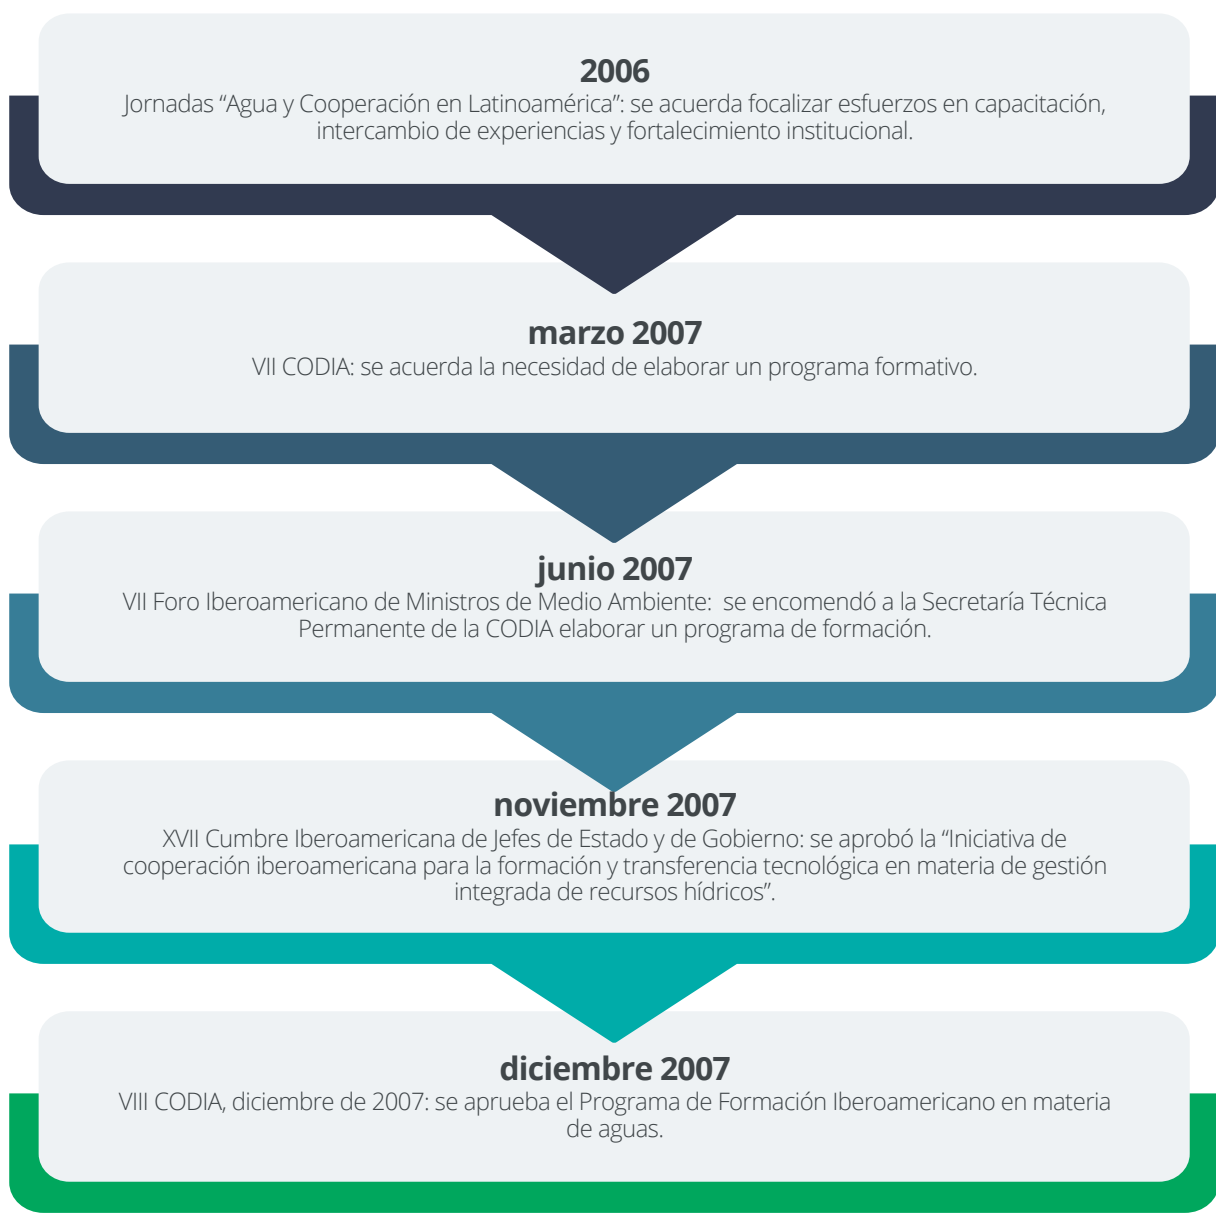 2006
Jornadas “Agua y Cooperación en Latinoamérica”: se acuerda focalizar esfuerzos en capacitación,
intercambio de experiencias y fortalecimiento institucional.
marzo 2007
VII CODIA: se acuerda la necesidad de elaborar un programa formativo.
junio 2007
VII Foro Iberoamericano de Ministros de Medio Ambiente:  se encomendó a la Secretaría Técnica
Permanente de la CODIA elaborar un programa de formación.
noviembre 2007
XVII Cumbre Iberoamericana de Jefes de Estado y de Gobierno: se aprobó la “Iniciativa de
cooperación iberoamericana para la formación y transferencia tecnológica en materia de gestión
integrada de recursos hídricos”.
diciembre 2007
VIII CODIA, diciembre de 2007: se aprueba el Programa de Formación Iberoamericano en materia
de aguas.